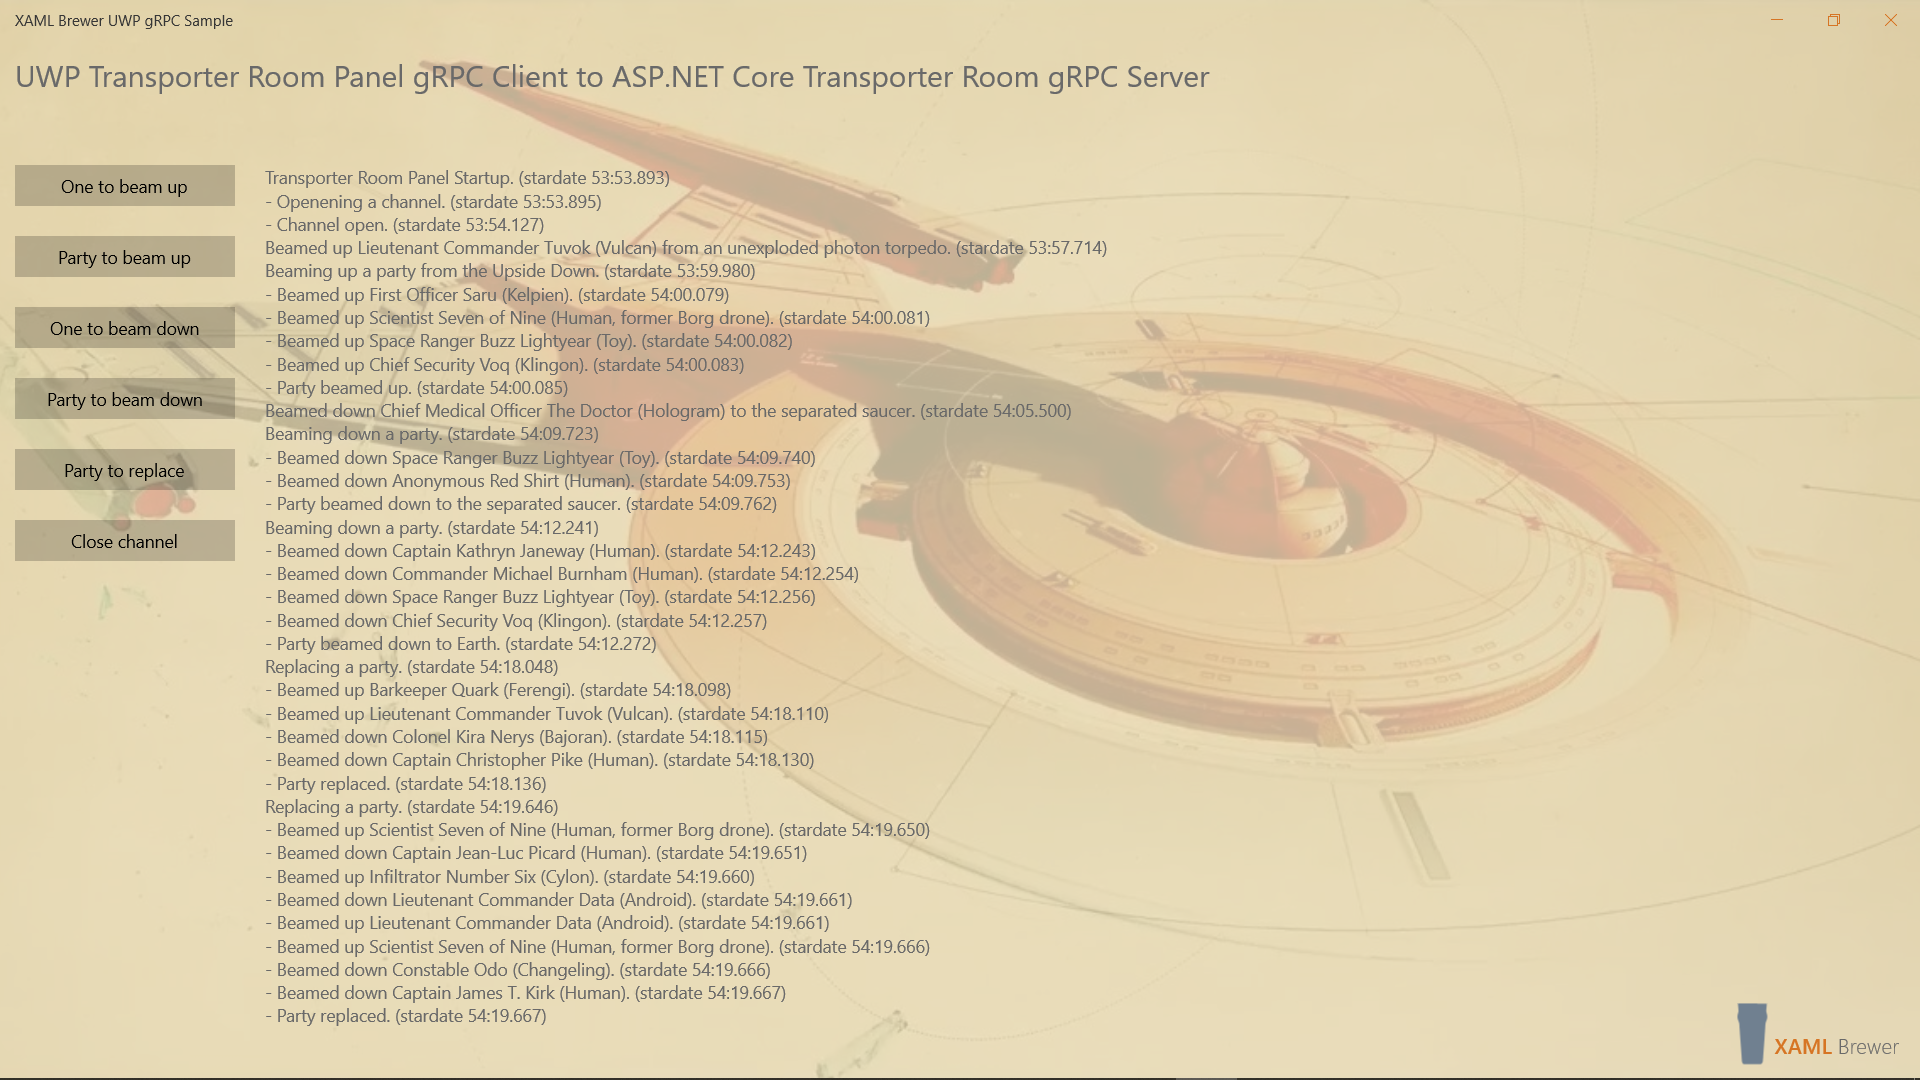 XAML Brewer UWP gRPC Sample
UWP Transporter Room Panel gRPC Client to ASP.NET Core Transporter Room gRPC Server
One to beam up
Party to beam up
One to beam down
Party to beam down
Party to replace
Close channel
Transporter Room Panel Startup. (stardate 53:53.893)
- Openening a channel. (stardate 53:53.895)
- Channel open. (stardate 53:54.127)
Beamed up Lieutenant Commander Tuvok (Vulcan) from an unexploded photon torpedo. (stardate 53:57.714)
Beaming up a party from the Upside Down. (stardate 53:59.980)
- Beamed up First Officer Saru (Kelpien). (stardate 54:00.079)
- Beamed up Scientist Seven of Nine (Human, former Borg drone). (stardate 54:00.081)
- Beamed up Space Ranger Buzz Lightyear (Toy). (stardate 54:00.082)
- Beamed up Chief Security Voq (Klingon). (stardate 54:00.083)
- Party beamed up. (stardate 54:00.085)
Beamed down Chief Medical Officer The Doctor (Hologram) to the separated saucer. (stardate 54:05.500)
Beaming down a party. (stardate 54:09.723)
- Beamed down Space Ranger Buzz Lightyear (Toy). (stardate 54:09.740)
- Beamed down Anonymous Red Shirt (Human). (stardate 54:09.753)
- Party beamed down to the separated saucer. (stardate 54:09.762)
Beaming down a party. (stardate 54:12.241)
- Beamed down Captain Kathryn Janeway (Human). (stardate 54:12.243)
- Beamed down Commander Michael Burnham (Human). (stardate 54:12.254)
- Beamed down Space Ranger Buzz Lightyear (Toy). (stardate 54:12.256)
- Beamed down Chief Security Voq (Klingon). (stardate 54:12.257)
- Party beamed down to Earth. (stardate 54:12.272)
Replacing a party. (stardate 54:18.048)
- Beamed up Barkeeper Quark (Ferengi). (stardate 54:18.098)
- Beamed up Lieutenant Commander Tuvok (Vulcan). (stardate 54:18.110)
- Beamed down Colonel Kira Nerys (Bajoran). (stardate 54:18.115)
- Beamed down Captain Christopher Pike (Human). (stardate 54:18.130)
- Party replaced. (stardate 54:18.136)
Replacing a party. (stardate 54:19.646)
- Beamed up Scientist Seven of Nine (Human, former Borg drone). (stardate 54:19.650)
- Beamed down Captain Jean-Luc Picard (Human). (stardate 54:19.651)
- Beamed up Infiltrator Number Six (Cylon). (stardate 54:19.660)
- Beamed down Lieutenant Commander Data (Android). (stardate 54:19.661)
- Beamed up Lieutenant Commander Data (Android). (stardate 54:19.661)
- Beamed up Scientist Seven of Nine (Human, former Borg drone). (stardate 54:19.666)
- Beamed down Constable Odo (Changeling). (stardate 54:19.666)
- Beamed down Captain James T. Kirk (Human). (stardate 54:19.667)
- Party replaced. (stardate 54:19.667)
XAML Brewer